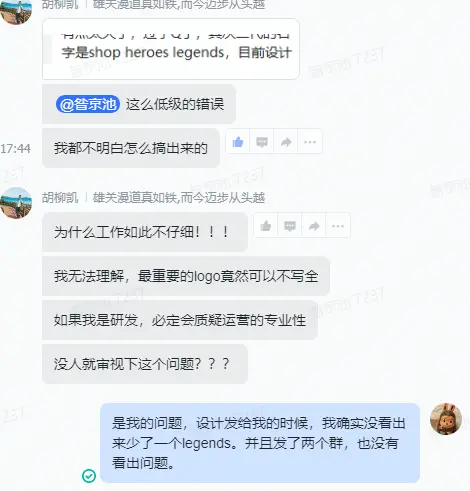 胡柳凯 | 雄关漫道真如铁,而今迈步从头越
字是shop heroes legends，目前设计
@昝京池 这么低级的错误
17:44
我都不明白怎么搞出来的
胡柳凯 | 雄关漫道真如铁,而今迈步从头越
为什么工作如此不仔细！！！
我无法理解，最重要的logo竟然可以不写全
如果我是研发，必定会质疑运营的专业性
没人就审视下这个问题？？？
是我的问题，设计发给我的时候，我确实没看出
来少了一个legends。并且发了两个群，也没有
看出问题。